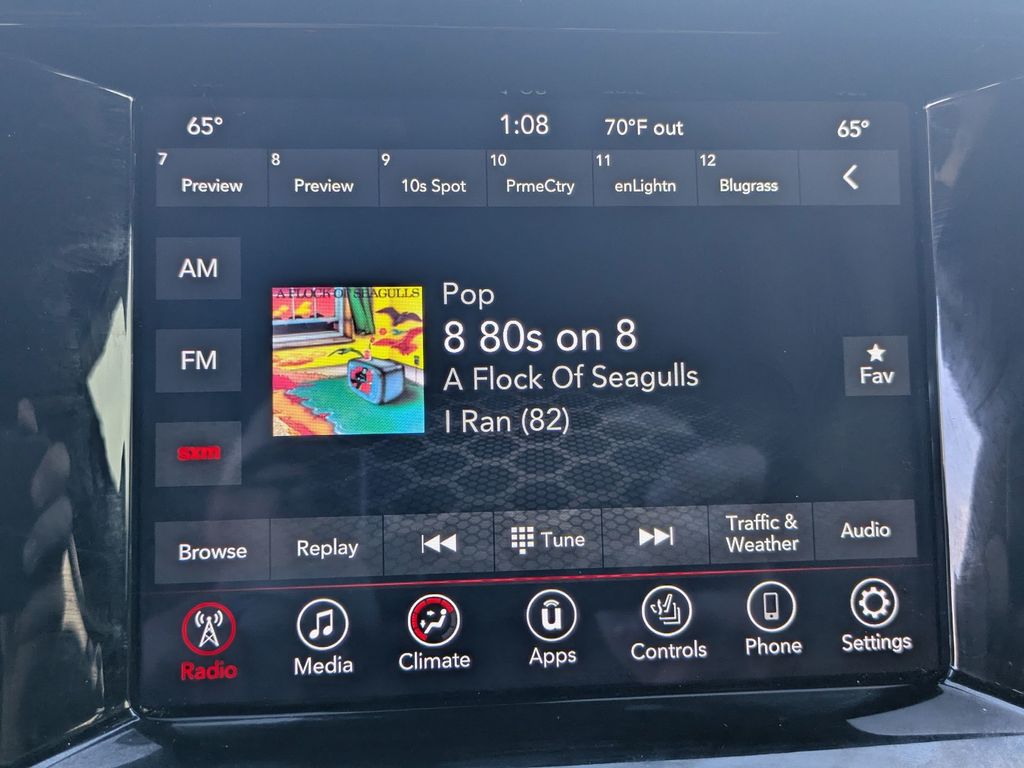 65° 1:08 70°F out 65°
7 Preview 8 Preview 9 10s Spot 10 PrmeCtry 11 enLightn 12 Blugrass
AM
FM
sxm
A FLOCK OF SEAGULLS
Pop
8 80s on 8
A Flock Of Seagulls
I Ran (82)
Fav
Browse Replay Tune Traffic & Audio
Weather
Radio Media Climate Apps Controls Phone Settings